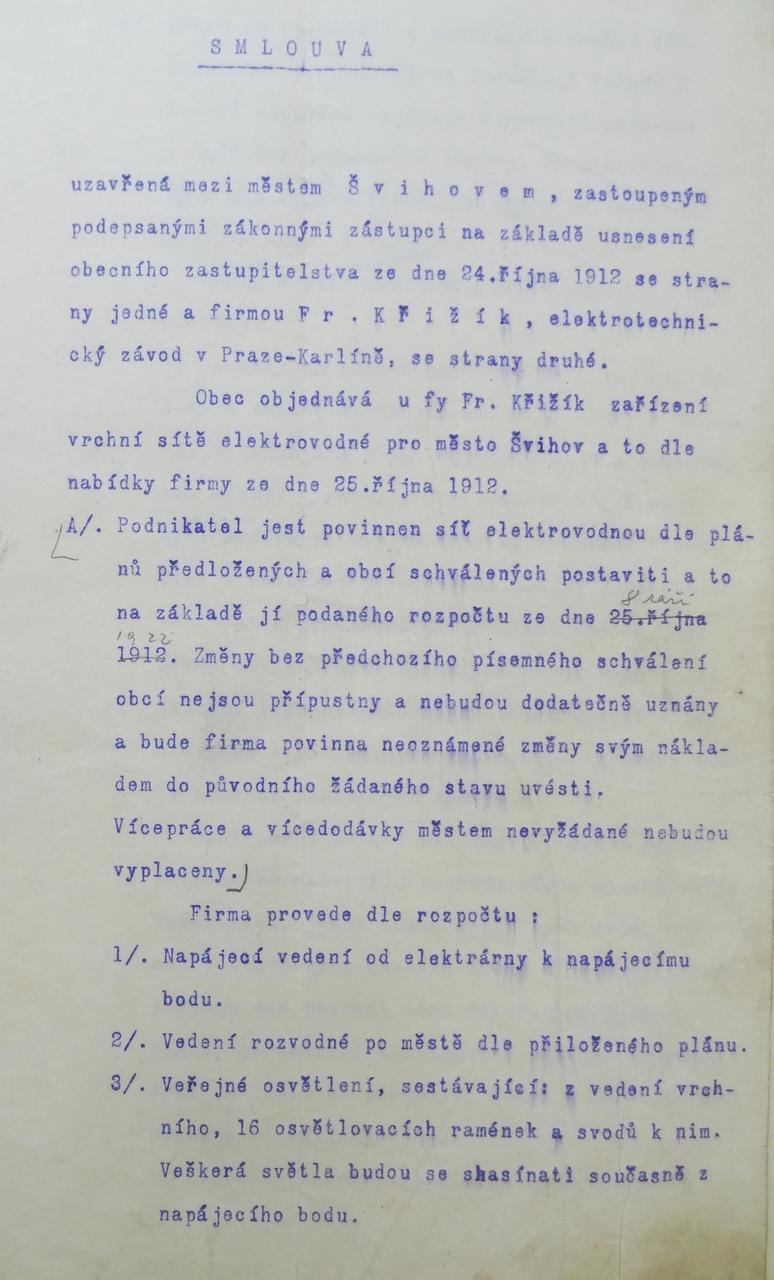 S M L O U V A
uzavřená mezi městem Š v i h o v e m , zastoupeným
podepsanými zákonnými zástupci na základě usnesení
obecního zastupitelstva ze dne 24.října 1912 se stra-
ny jedné a firmou F r . K ř i ž í k , elektrotechni-
cký závod v Praze-Karlíně, se strany druhé.
Obec objednává u fy Fr. Křižík zařízení
vrchní sítě elektrovodné pro město Švihov a to dle
nabídky firmy ze dne 25.října 1912.
A/. Podnikatel jest povinnen síť elektrovodnou dle plá-
nů předložených a obcí schválených postaviti a to
8 září
na základě jí podaného rozpočtu ze dne 25.října
1922
1912. Změny bez předchozího písemného schválení
obcí nejsou přípustny a nebudou dodatečně uznány
a bude firma povinna neoznámené změny svým nákla-
dem do původního žádaného stavu uvésti.
Vícepráce a vícedodávky městem nevyžádané nebudou
vyplaceny.)
Firma provede dle rozpočtu :
1/. Napájecí vedení od elektrárny k napájecímu
bodu.
2/. Vedení rozvodné po městě dle přiloženého plánu.
3/. Veřejné osvětlení, sestávající: z vedení vrch-
ního, 16 osvětlovacích ramének a svodů k nim.
Veškerá světla budou se shasínati současně z
napájecího bodu.